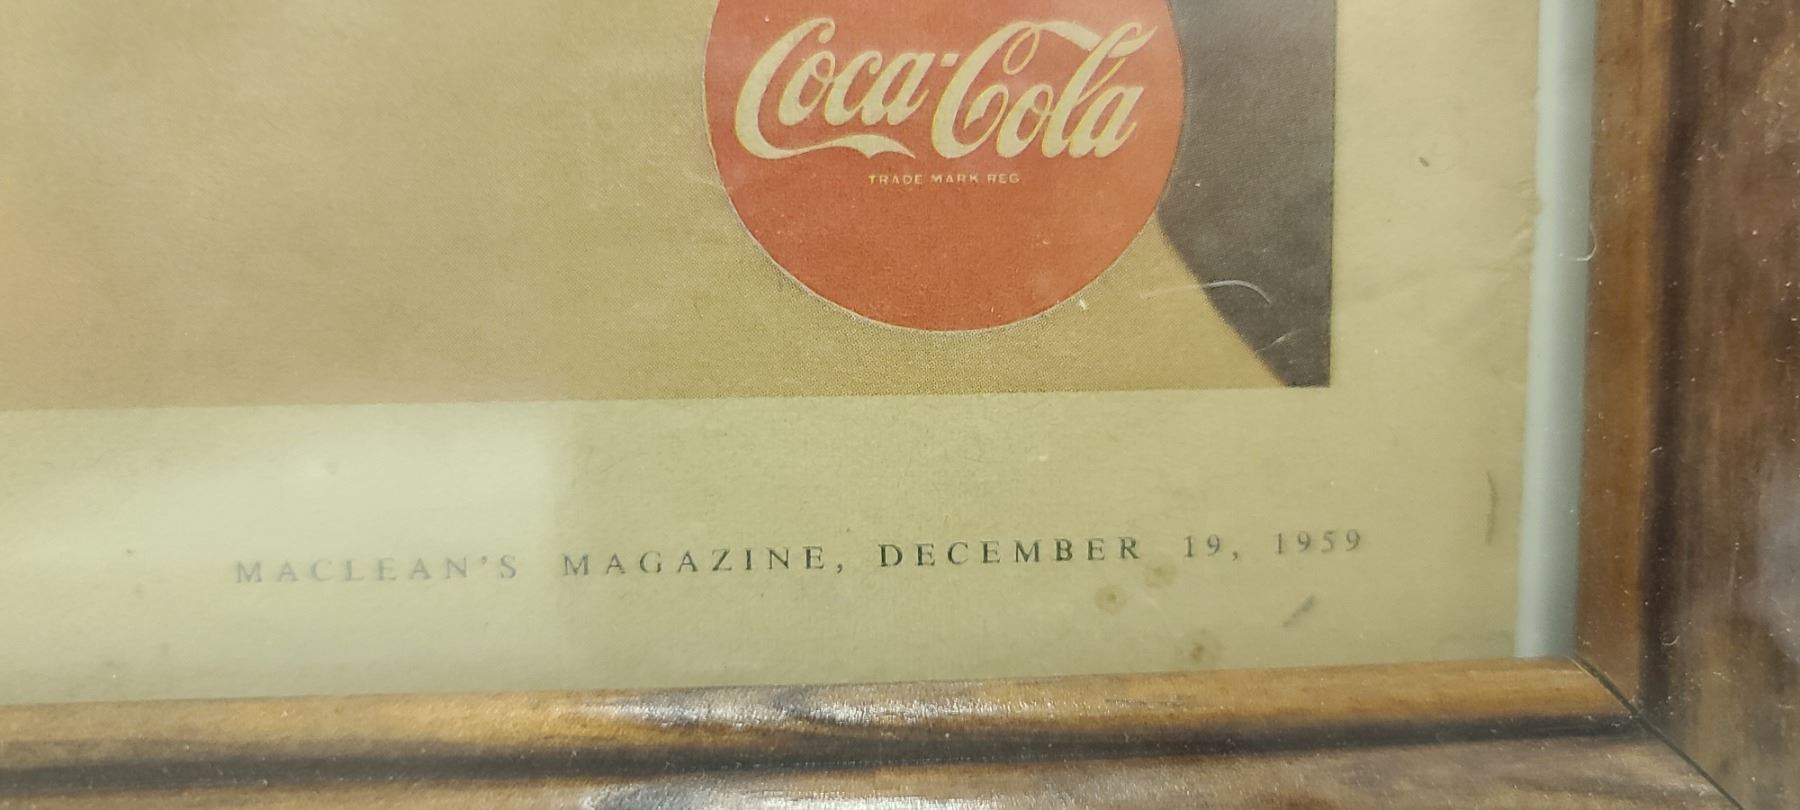 Coca-Cola
TRADE MARK REG
MACLEAN'S MAGAZINE, DECEMBER 19, 1959